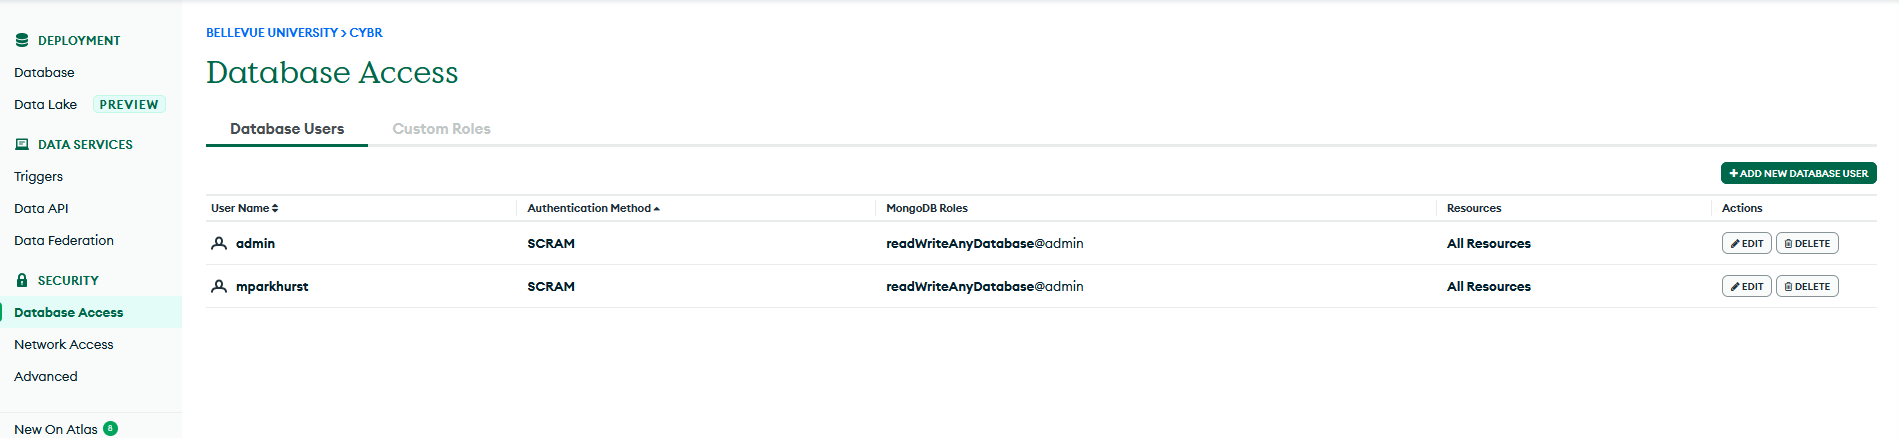 DEPLOYMENT
Database
Data Lake PREVIEW
DATA SERVICES
Triggers
Data API
Data Federation
SECURITY
Database Access
Network Access
Advanced
New On Atlas 8
BELLEVUE UNIVERSITY > CYBR
Database Access
Database Users Custom Roles
+ ADD NEW DATABASE USER
User Name Authentication Method MongoDB Roles Resources Actions
admin SCRAM readWriteAnyDatabase@admin All Resources EDIT DELETE
mparkhurst SCRAM readWriteAnyDatabase@admin All Resources EDIT DELETE